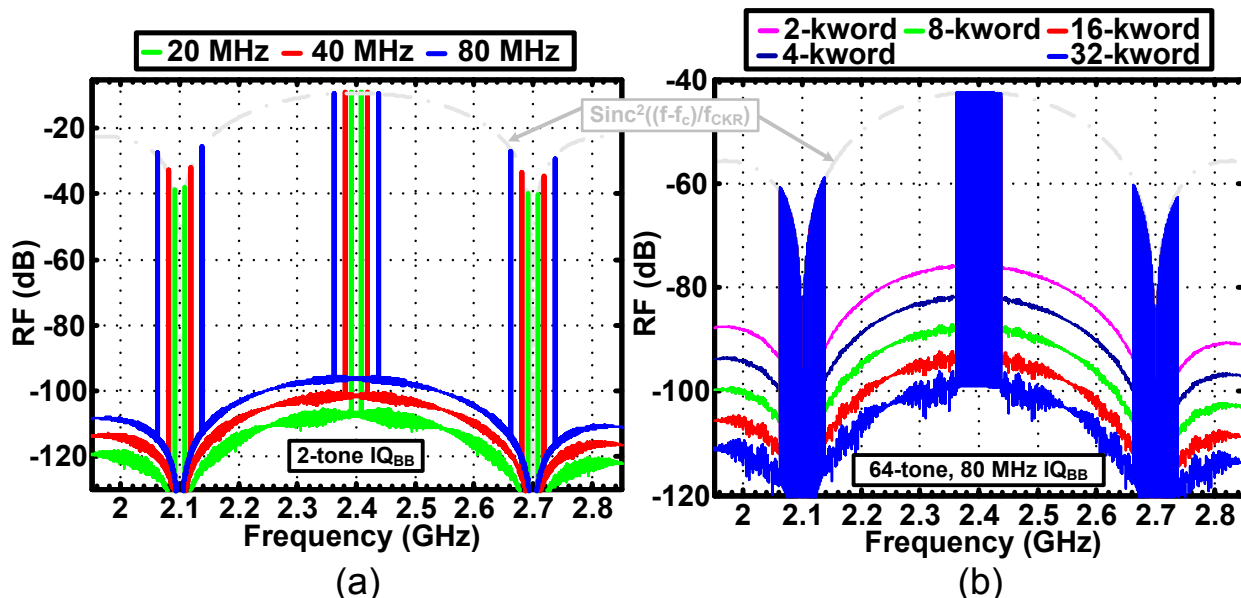 20 MHz 40 MHz 80 MHz
RF (dB)
-20
-40
-60
-80
-100
-120
2-tone IQBB
2 2.1 2.2 2.3 2.4 2.5 2.6 2.7 2.8
Frequency (GHz)
(a)
Sinc²((f-fc)/fCKR)
2-kword 8-kword 16-kword
4-kword 32-kword
RF (dB)
-40
-60
-80
-100
-120
64-tone, 80 MHz IQBB
2 2.1 2.2 2.3 2.4 2.5 2.6 2.7 2.8
Frequency (GHz)
(b)